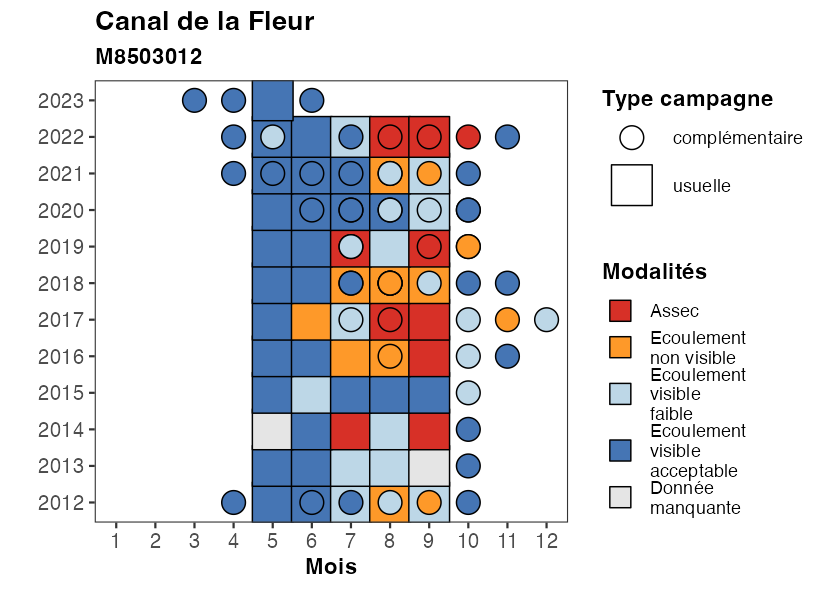 Canal de la Fleur
M8503012
2023
2022
2021
2020
2019
2018
2017
2016
2015
2014
2013
2012
1 2 3 4 5 6 7 8 9 10 11 12
Mois
Type campagne
complémentaire
usuelle
Modalités
Assec
Ecoulement
non visible
Ecoulement
visible
faible
Ecoulement
visible
acceptable
Donnée
manquante